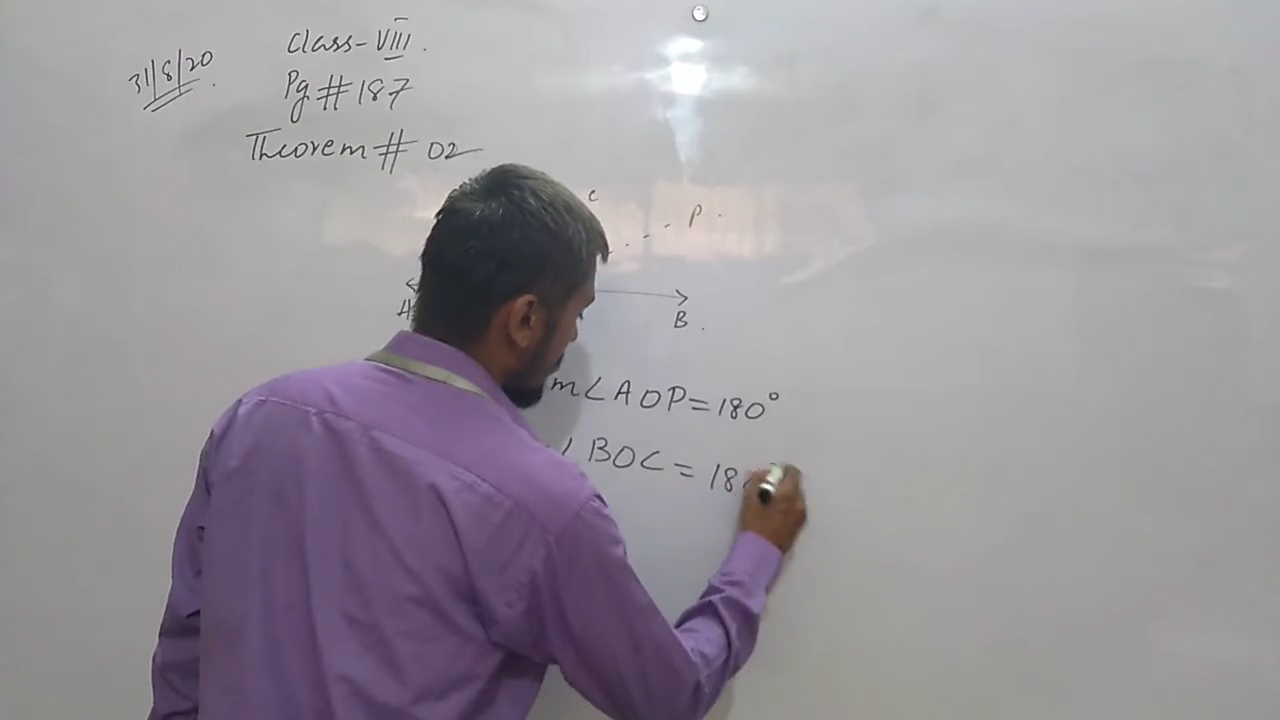 31/8/20.
Class-VIII.
Pg # 187
Theorem # 02
C
P.
A
B.
m∠AOP=180°
∠BOC = 18